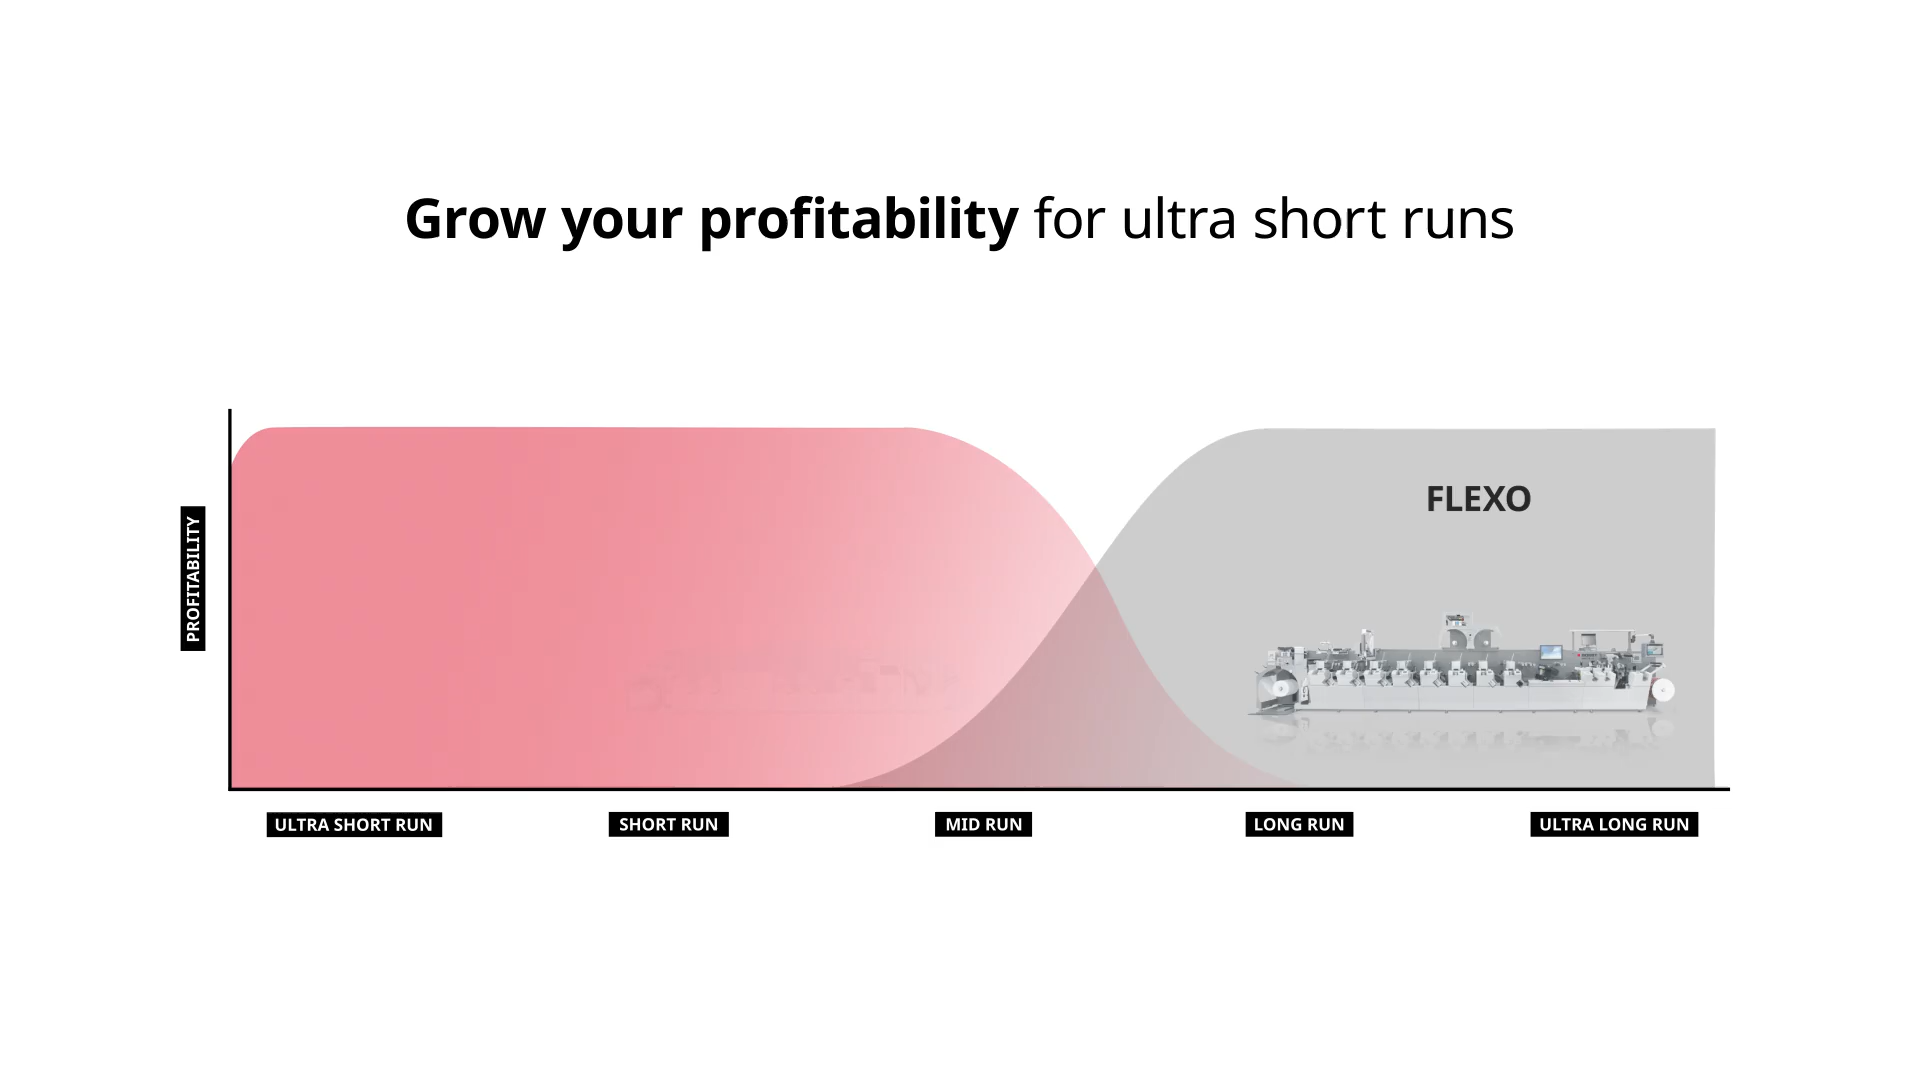 Grow your profitability for ultra short runs
FLEXO
PROFITABILITY
ULTRA SHORT RUN
SHORT RUN
MID RUN
LONG RUN
ULTRA LONG RUN